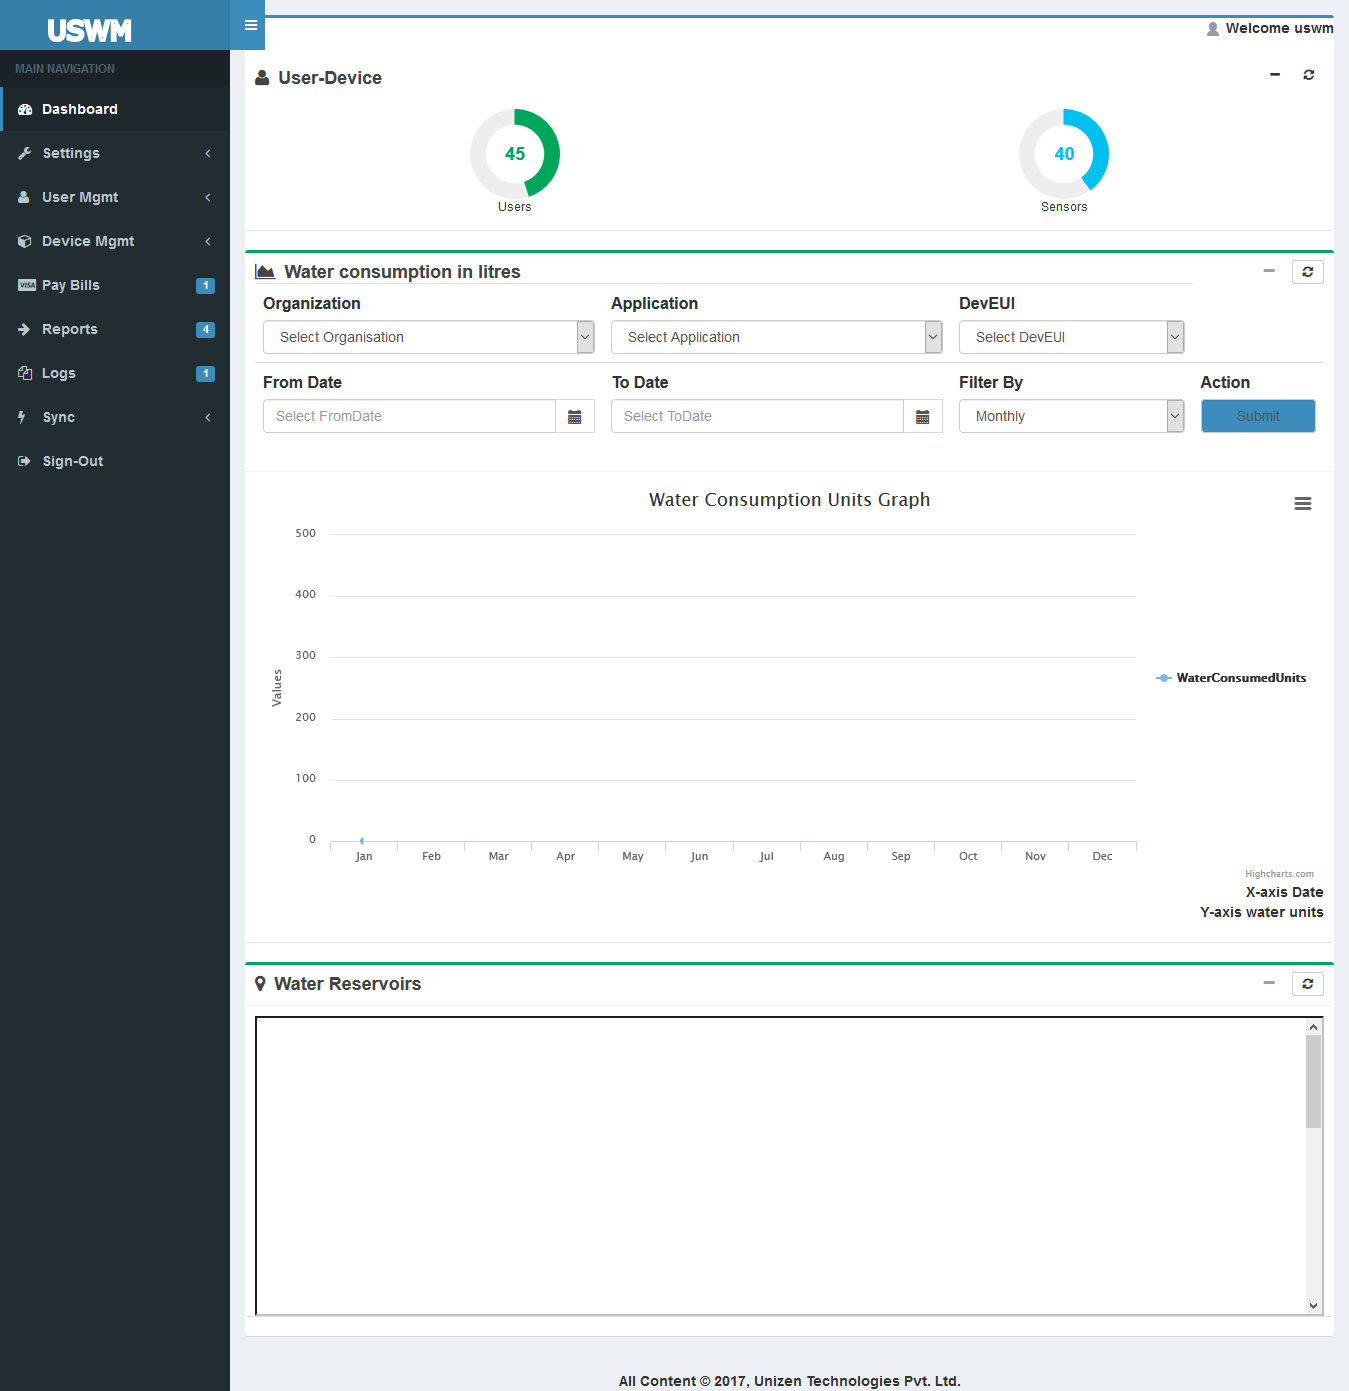 USWM
Welcome uswm
MAIN NAVIGATION
Dashboard
Settings
User Mgmt
Device Mgmt
Pay Bills 1
Reports 4
Logs 1
Sync
Sign-Out
User-Device
45
Users
40
Sensors
Water consumption in litres
Organization Application DevEUI
Select Organisation Select Application Select DevEUI
From Date To Date Filter By Action
Select FromDate Select ToDate Monthly Submit
Water Consumption Units Graph
500
400
300
200
100
0
Values
Jan Feb Mar Apr May Jun Jul Aug Sep Oct Nov Dec
WaterConsumedUnits
Highcharts.com
X-axis Date
Y-axis water units
Water Reservoirs
All Content © 2017, Unizen Technologies Pvt. Ltd.